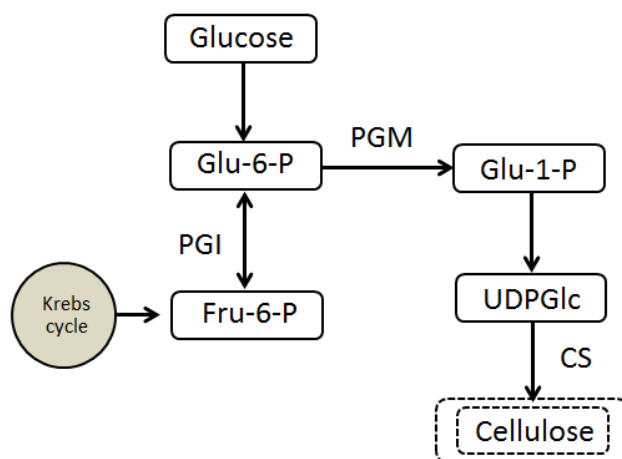 Glucose
PGM
Glu-6-P
Glu-1-P
PGI
Krebs
cycle
Fru-6-P
UDPGlc
CS
Cellulose